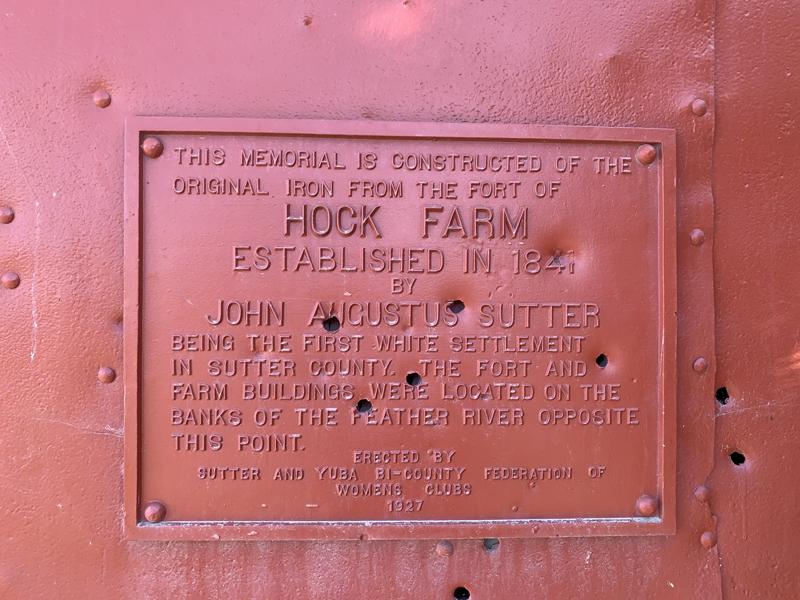 THIS MEMORIAL IS CONSTRUCTED OF THE
ORIGINAL IRON FROM THE FORT OF
HOCK FARM
ESTABLISHED IN 1841
BY
JOHN AUGUSTUS SUTTER
BEING THE FIRST WHITE SETTLEMENT
IN SUTTER COUNTY. THE FORT AND
FARM BUILDINGS WERE LOCATED ON THE
BANKS OF THE FEATHER RIVER OPPOSITE
THIS POINT.
ERECTED BY
SUTTER AND YUBA BI-COUNTY FEDERATION OF
WOMENS CLUBS
1927